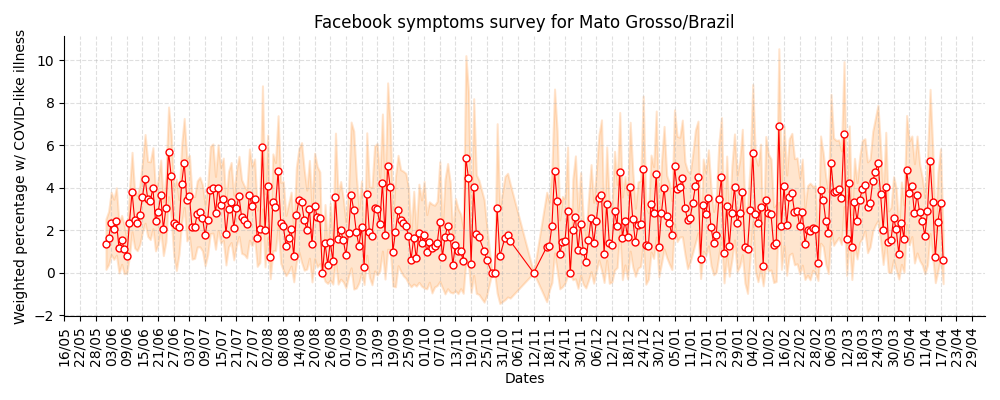 Facebook symptoms survey for Mato Grosso/Brazil
Weighted percentage w/ COVID-like illness
10
8
6
4
2
0
−2
16/05 22/05 28/05 03/06 09/06 15/06 21/06 27/06 03/07 09/07 15/07 21/07 27/07 02/08 08/08 14/08 20/08 26/08 01/09 07/09 13/09 19/09 25/09 01/10 07/10 13/10 19/10 25/10 31/10 06/11 12/11 18/11 24/11 30/11 06/12 12/12 18/12 24/12 30/12 05/01 11/01 17/01 23/01 29/01 04/02 10/02 16/02 22/02 28/02 06/03 12/03 18/03 24/03 30/03 05/04 11/04 17/04 23/04 29/04
Dates